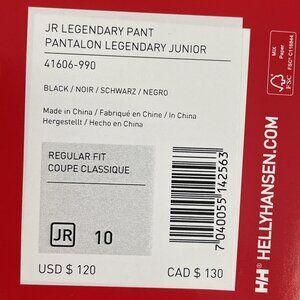 JR LEGENDARY PANT
PANTALON LEGENDARY JUNIOR
41606-990
BLACK / NOIR / SCHWARZ / NEGRO
Made in China / Fabriqué en Chine / In China
Hergestellt / Hecho en China
REGULAR FIT
COUPE CLASSIQUE
JR 10
USD $ 120
CAD $ 130
7 040055 142563
HH HELLYHANSEN.COM
FSC
MIX
Paper
FSC® C118844